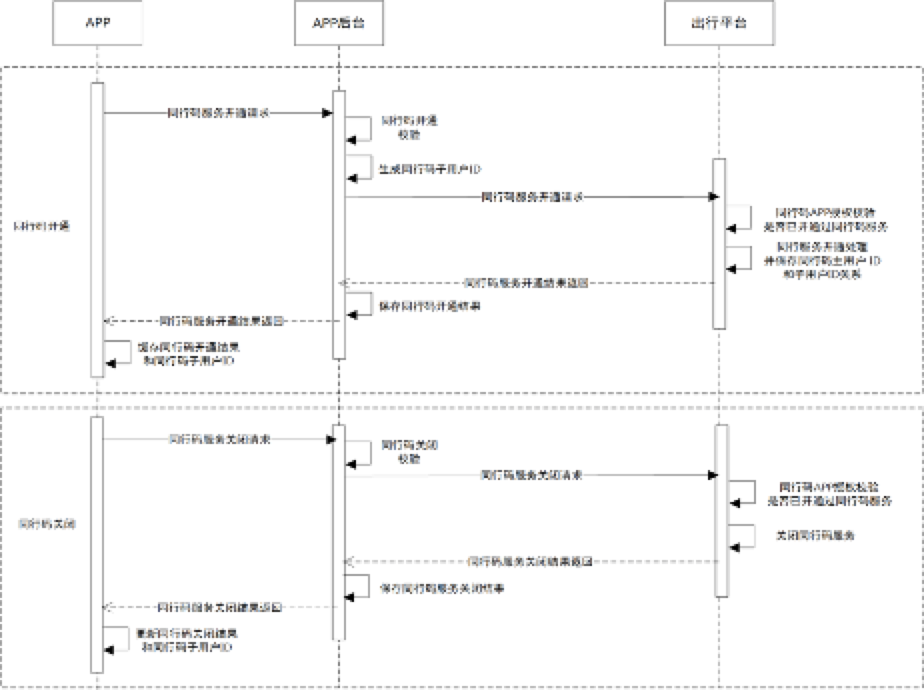 APP
APP后台
出行平台
同行码服务开通请求
同行码开通
校验
生成同行码子用户ID
同行码服务开通请求
同行码APP授权校验
是否已开通过同行码服务
同行码开通
同行服务开通处理
并保存同行码主用户ID
和子用户ID关系
同行码服务开通结果返回
保存同行码开通结果
同行码服务开通结果返回
缓存同行码开通结果
和同行码子用户ID
同行码服务关闭请求
同行码关闭
校验
同行码服务关闭请求
同行码APP授权校验
是否已开通过同行码服务
同行码关闭
关闭同行码服务
同行码服务关闭结果返回
保存同行码服务关闭结果
同行码服务关闭结果返回
更新同行码关闭结果
和同行码子用户ID